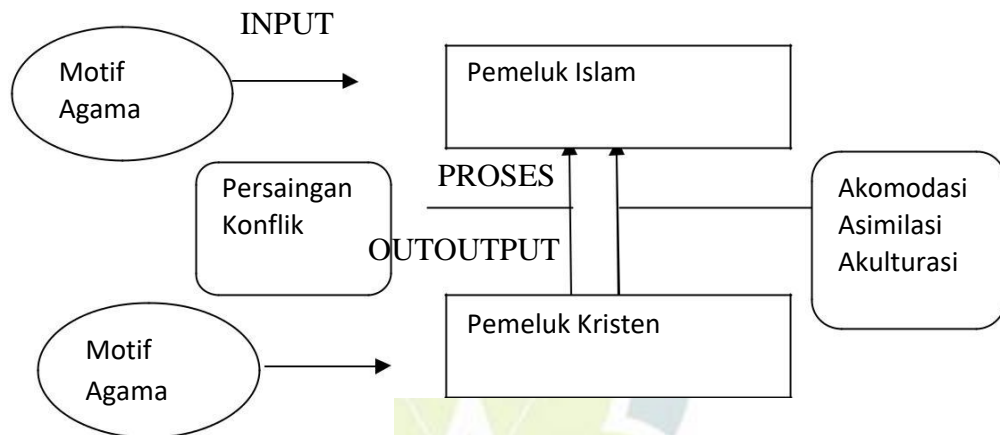 INPUT
Motif
Agama
Pemeluk Islam
Persaingan
Konflik
PROSES
OUTOUTPUT
Akomodasi
Asimilasi
Akulturasi
Motif
Agama
Pemeluk Kristen